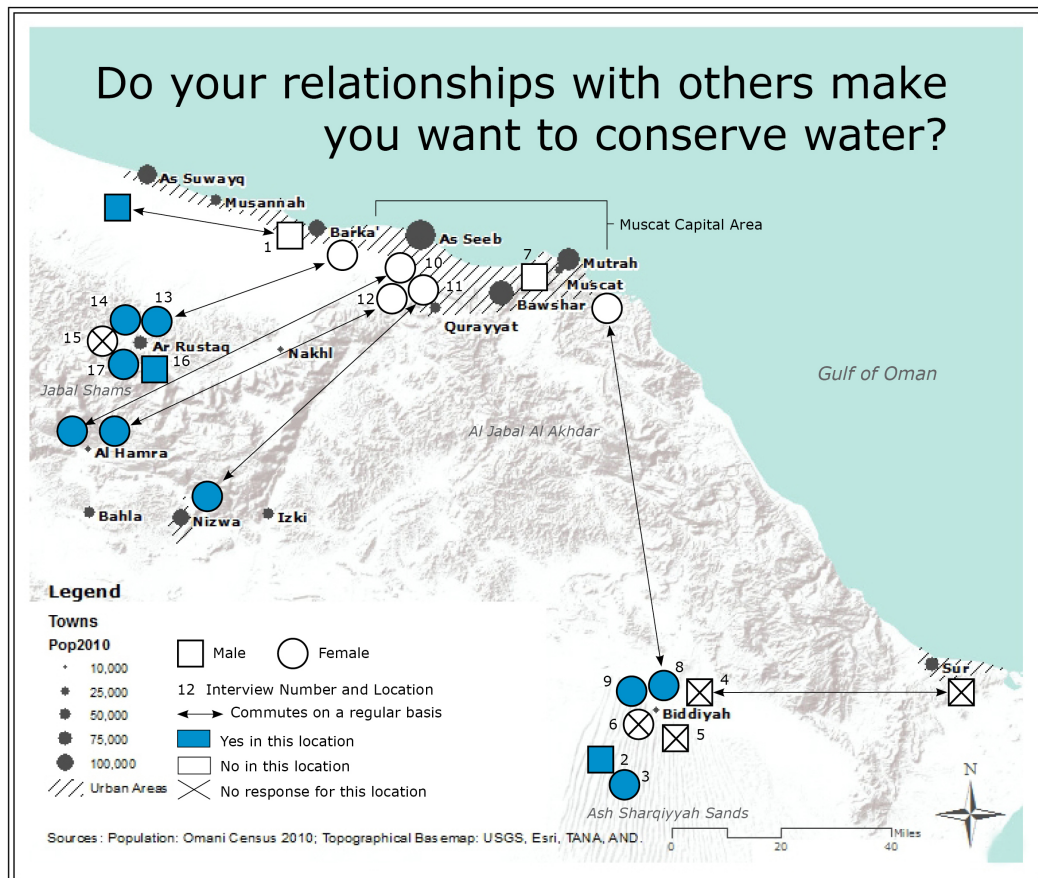 Do your relationships with others make
you want to conserve water?
As Suwayq
Musannah
Barka'
As Seeb
Muscat Capital Area
1
10
11
12
7
Mutrah
Muscat
Bawshar
Qurayyat
14
13
15
Ar Rustaq
16
17
Nakhl
Jabal Shams
Gulf of Oman
Al Jabal Al Akhdar
Al Hamra
Bahla
Nizwa
Izki
Legend
Towns
Pop2010
10,000
25,000
50,000
75,000
100,000
Urban Areas
Male
Female
12 Interview Number and Location
Commutes on a regular basis
Yes in this location
No in this location
No response for this location
9
8
4
Sur
Biddiyah
6
5
2
3
Ash Sharqiyyah Sands
N
Miles
0
20
40
Sources: Population: Omani Census 2010; Topographical Basemap: USGS, Esri, TANA, AND.